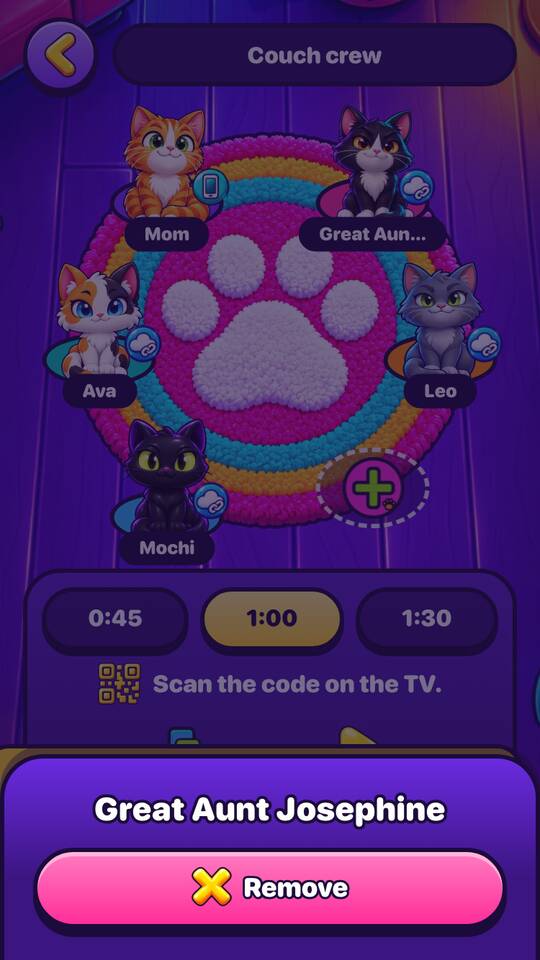 Couch crew
Mom
Great Aun...
Ava
Leo
Mochi
0:45
1:00
1:30
Scan the code on the TV.
Great Aunt Josephine
Remove